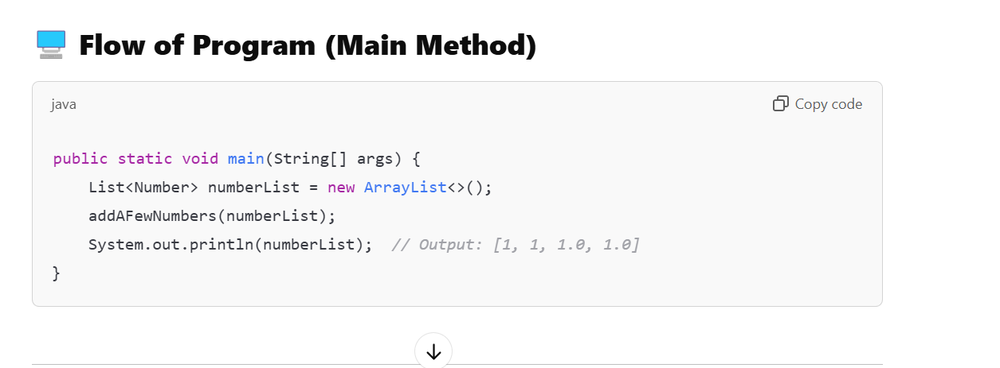 Flow of Program (Main Method)
java
Copy code
public static void main(String[] args) {
    List<Number> numberList = new ArrayList<>();
    addAFewNumbers(numberList);
    System.out.println(numberList);  // Output: [1, 1, 1.0, 1.0]
}